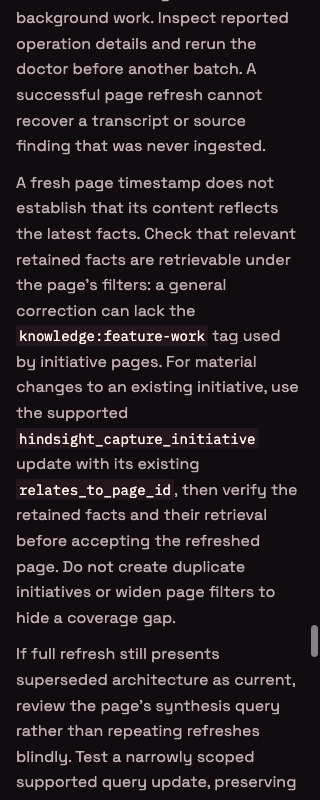 background work. Inspect reported
operation details and rerun the
doctor before another batch. A
successful page refresh cannot
recover a transcript or source
finding that was never ingested.
A fresh page timestamp does not
establish that its content reflects
the latest facts. Check that relevant
retained facts are retrievable under
the page's filters: a general
correction can lack the
knowledge:feature-work tag used
by initiative pages. For material
changes to an existing initiative, use
the supported
hindsight_capture_initiative
update with its existing
relates_to_page_id, then verify the
retained facts and their retrieval
before accepting the refreshed
page. Do not create duplicate
initiatives or widen page filters to
hide a coverage gap.
If full refresh still presents
superseded architecture as current,
review the page's synthesis query
rather than repeating refreshes
blindly. Test a narrowly scoped
supported query update, preserving